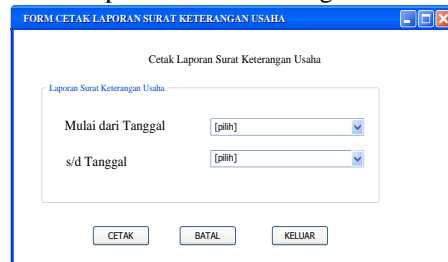 FORM CETAK LAPORAN SURAT KETERANGAN USAHA
Cetak Laporan Surat Keterangan Usaha
Laporan Surat Keterangan Usaha
Mulai dari Tanggal [pilih]
s/d Tanggal [pilih]
CETAK BATAL KELUAR